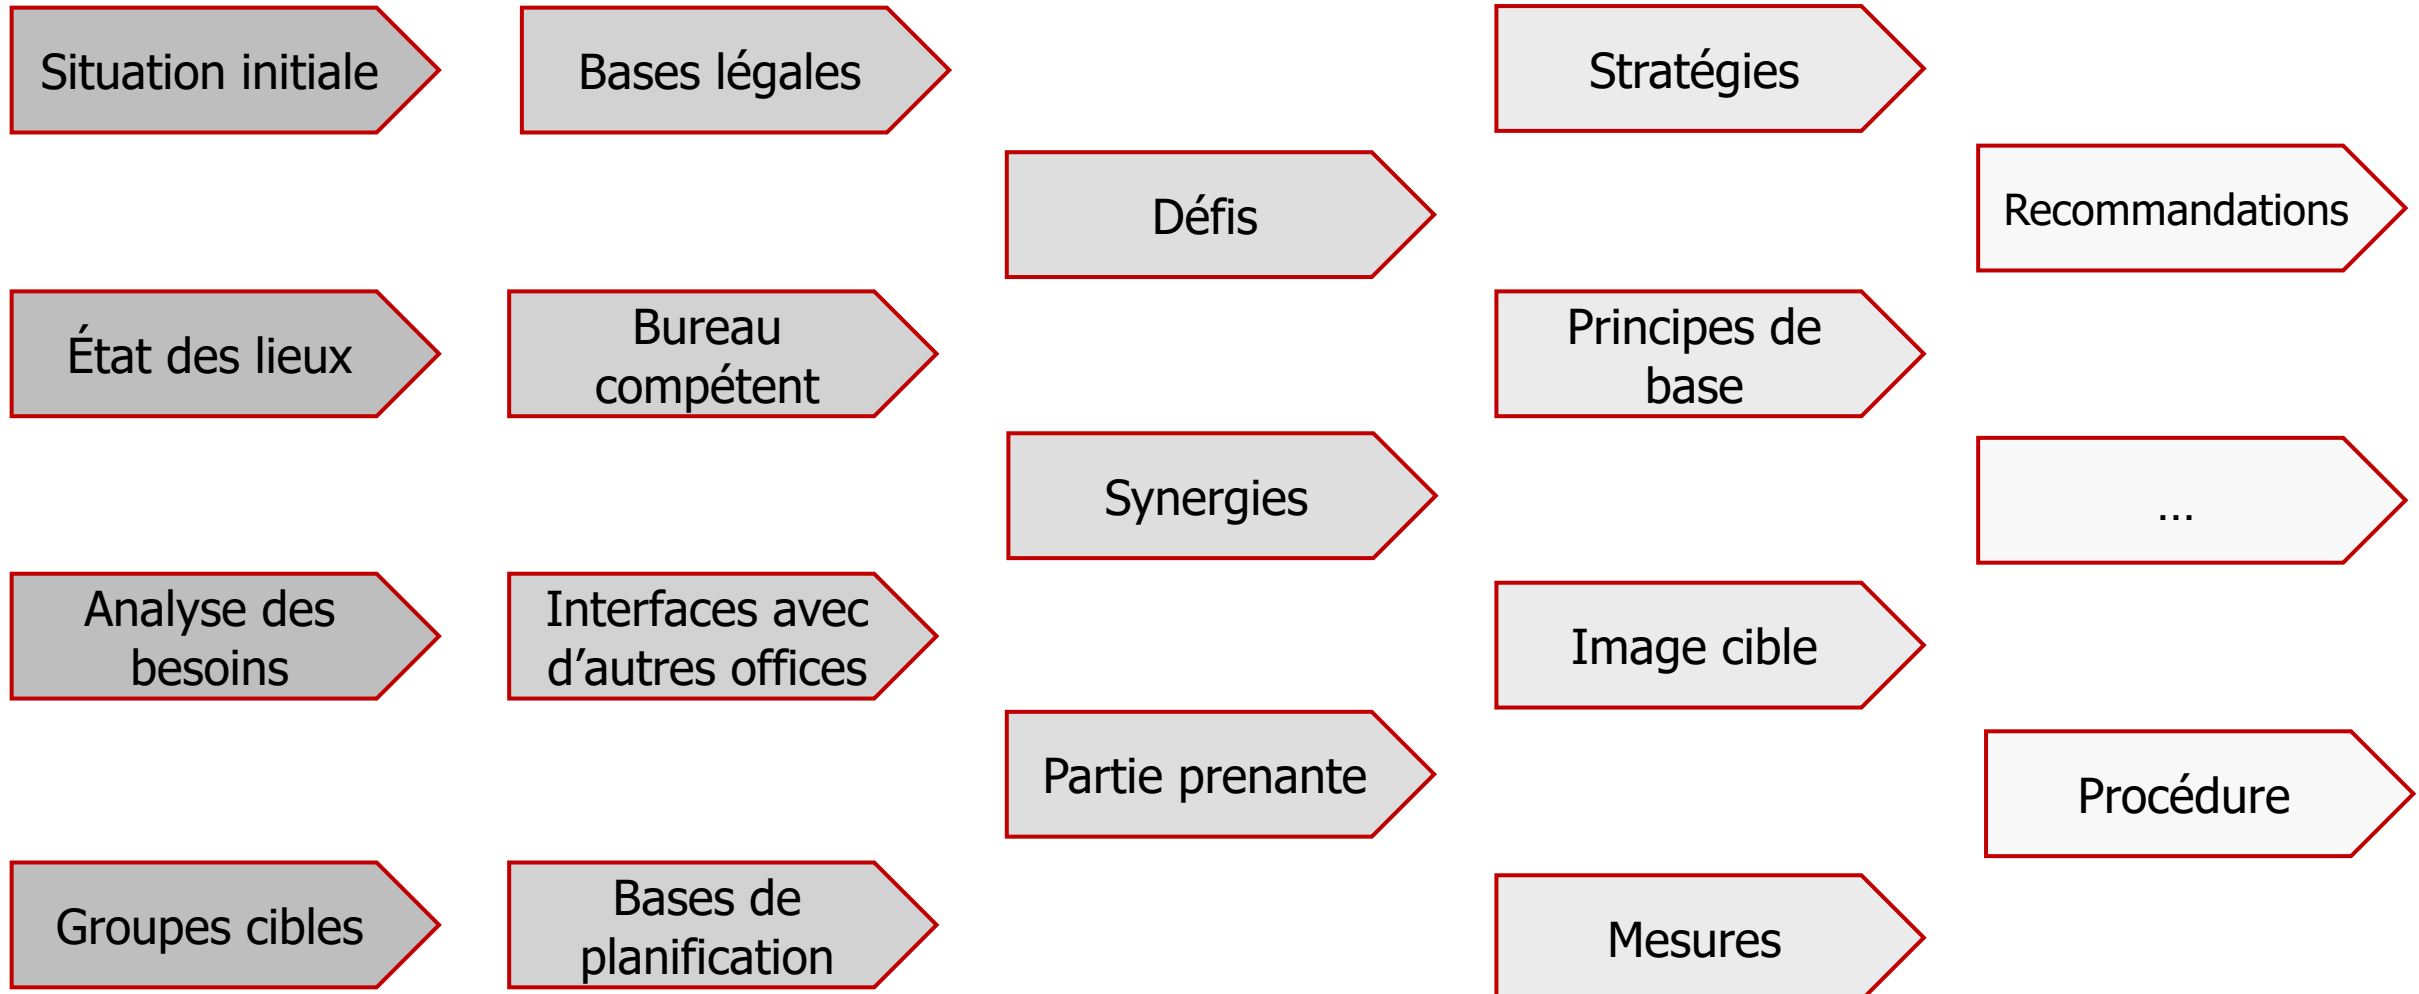 Situation initiale
État des lieux
Analyse des
besoins
Groupes cibles
Bases légales
Bureau
compétent
Interfaces avec
d’autres offices
Bases de
planification
Défis
Synergies
Partie prenante
Stratégies
Principes de
base
Image cible
Mesures
Recommandations
...
Procédure